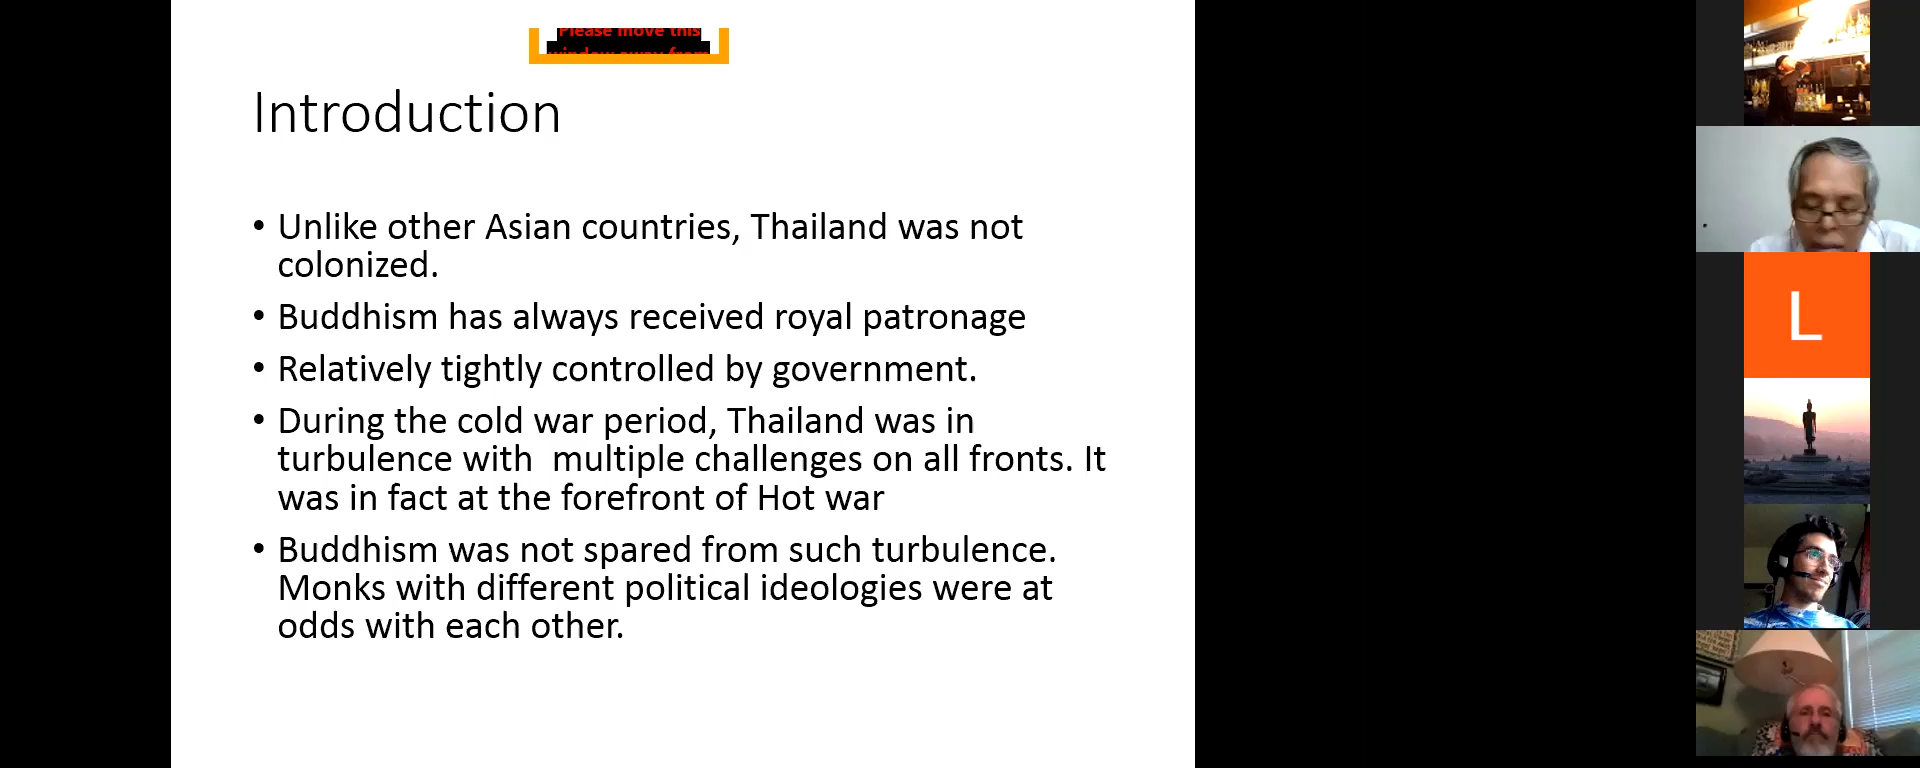 Please move this
window away from
Introduction
• Unlike other Asian countries, Thailand was not
colonized.
• Buddhism has always received royal patronage
• Relatively tightly controlled by government.
• During the cold war period, Thailand was in
turbulence with  multiple challenges on all fronts. It
was in fact at the forefront of Hot war
• Buddhism was not spared from such turbulence.
Monks with different political ideologies were at
odds with each other.
L